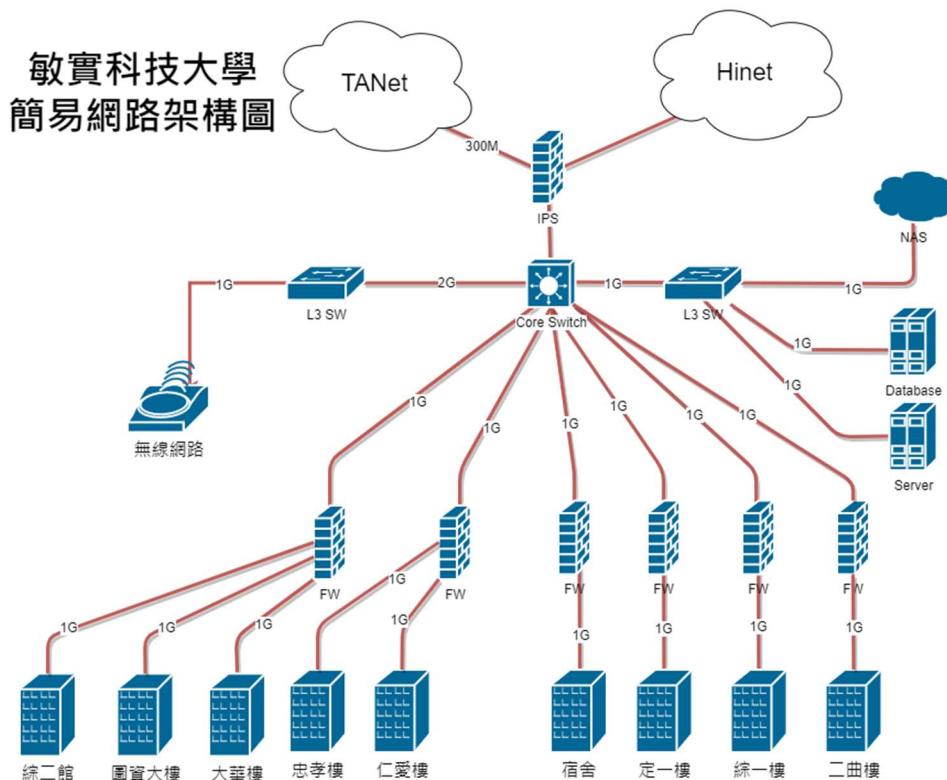 敏實科技大學
簡易網路架構圖
TANet
Hinet
300M
IPS
NAS
1G
L3 SW
2G
Core Switch
1G
L3 SW
1G
1G
Database
1G
Server
無線網路
1G
1G
1G
1G
1G
1G
FW
FW
FW
FW
FW
FW
1G
1G
1G
1G
1G
1G
1G
1G
1G
綜二館
圖資大樓
大華樓
忠孝樓
仁愛樓
宿舍
定一樓
綜一樓
二曲樓